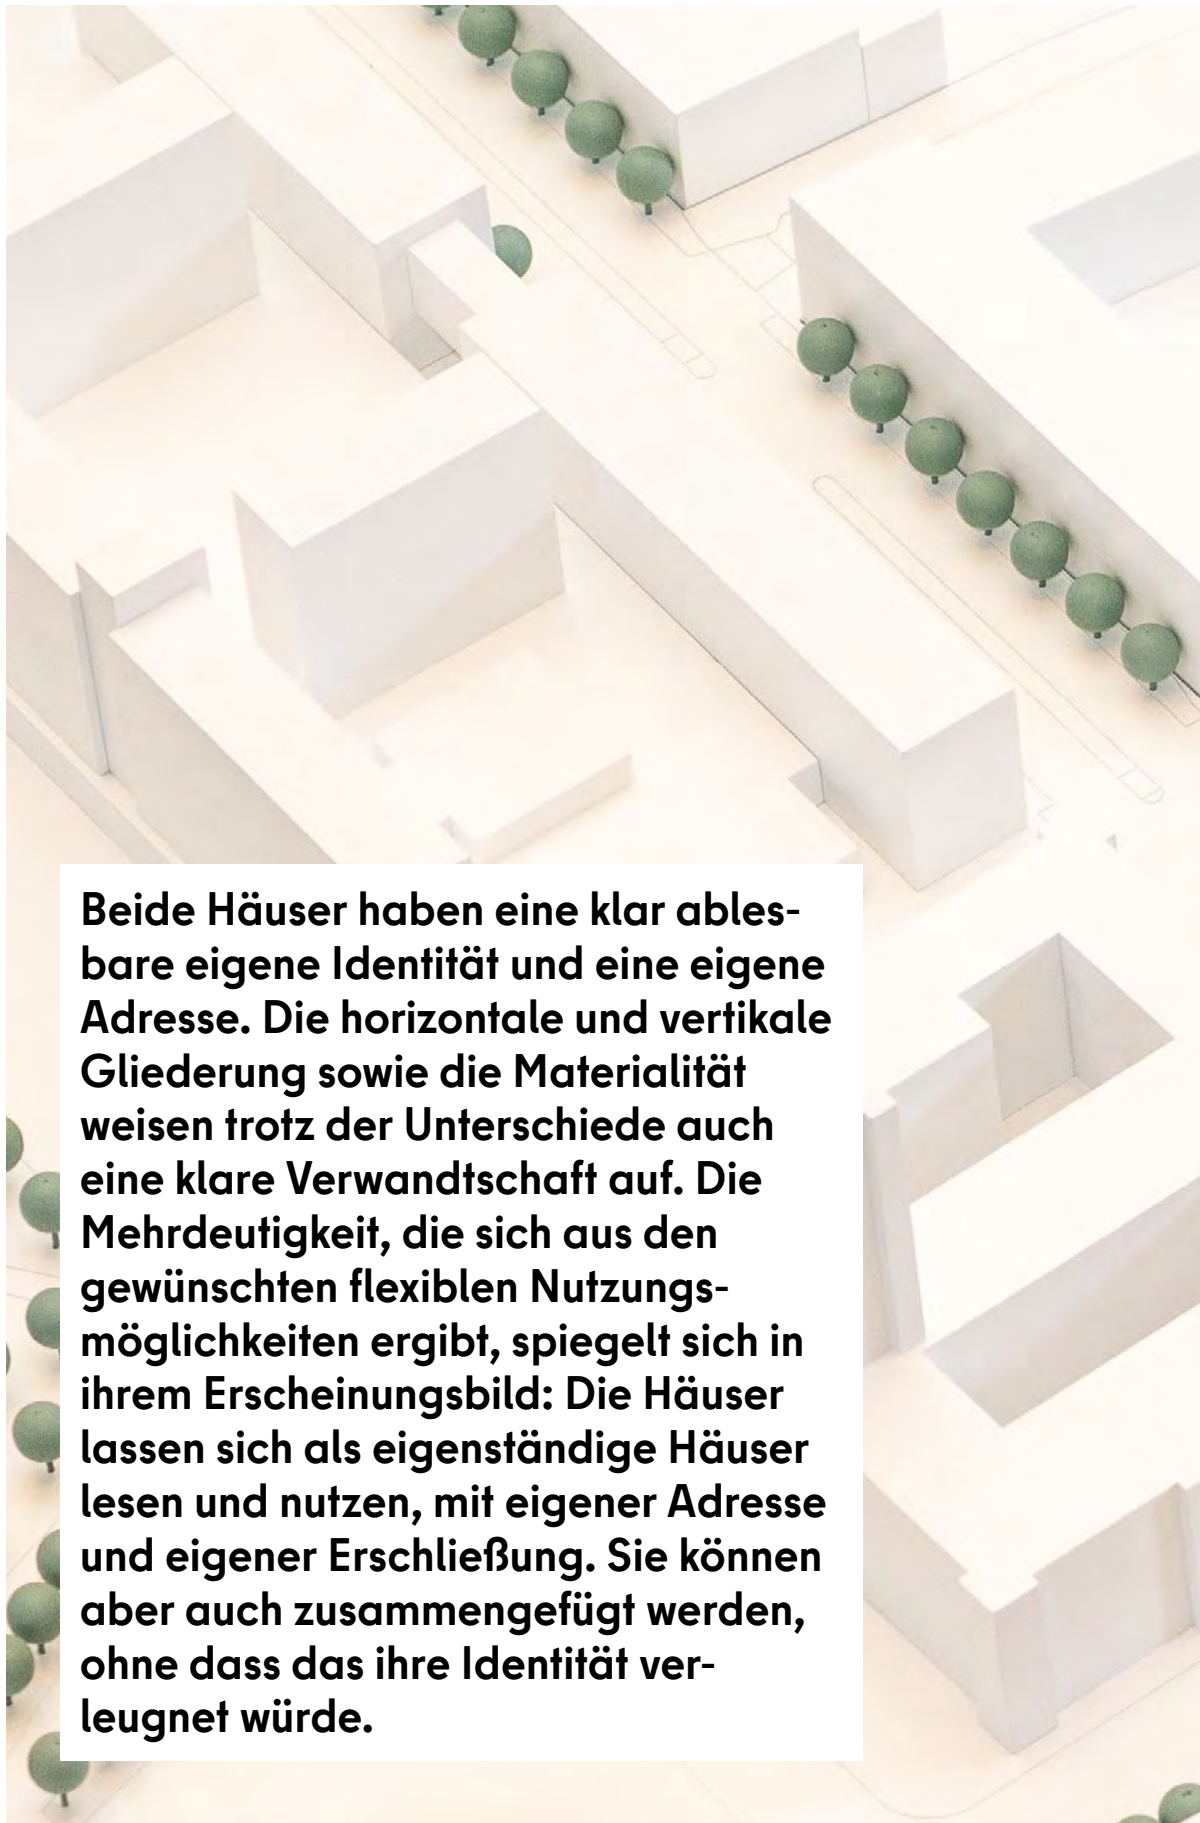 Beide Häuser haben eine klar ables-
bare eigene Identität und eine eigene
Adresse. Die horizontale und vertikale
Gliederung sowie die Materialität
weisen trotz der Unterschiede auch
eine klare Verwandtschaft auf. Die
Mehrdeutigkeit, die sich aus den
gewünschten flexiblen Nutzungs-
möglichkeiten ergibt, spiegelt sich in
ihrem Erscheinungsbild: Die Häuser
lassen sich als eigenständige Häuser
lesen und nutzen, mit eigener Adresse
und eigener Erschließung. Sie können
aber auch zusammengefügt werden,
ohne dass das ihre Identität ver-
leugnet würde.